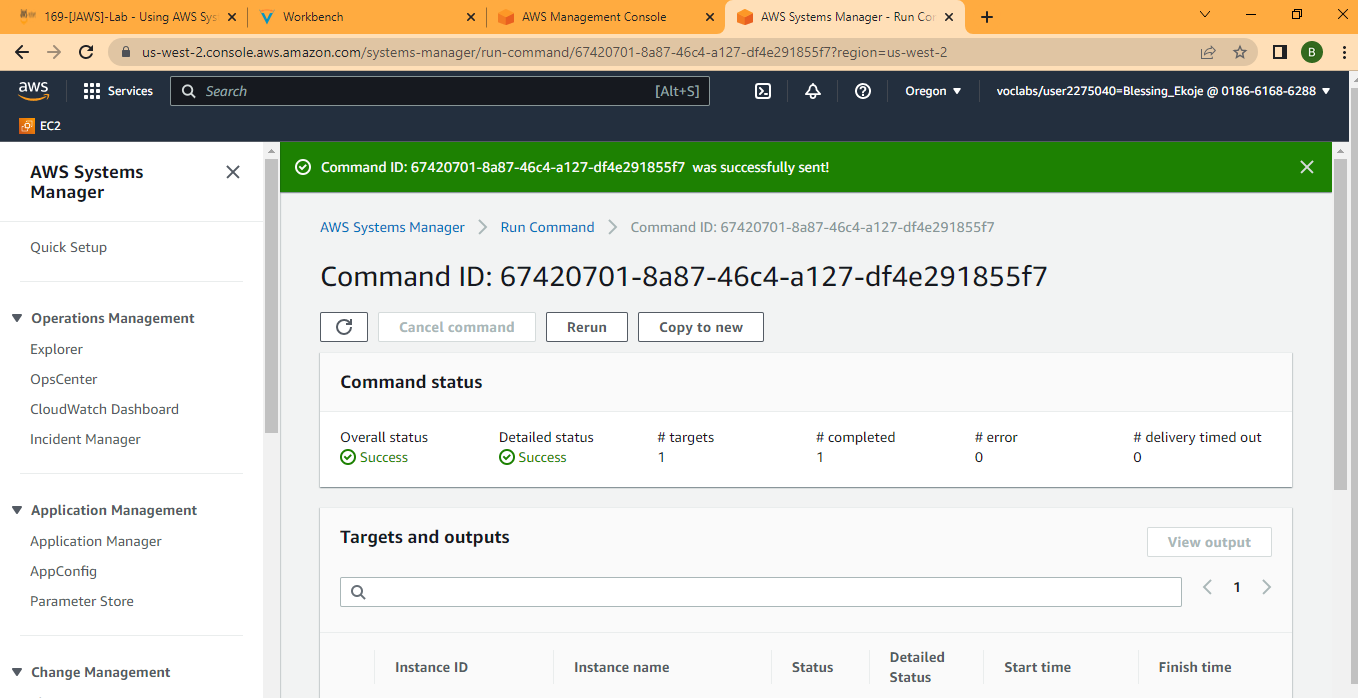 169-[JAWS]-Lab - Using AWS Sys
Workbench
AWS Management Console
AWS Systems Manager - Run Co
us-west-2.console.aws.amazon.com/systems-manager/run-command/67420701-8a87-46c4-a127-df4e291855f7?region=us-west-2
B
aws
Services
Search
[Alt+S]
Oregon
voclabs/user2275040=Blessing_Ekoje @ 0186-6168-6288
EC2
AWS Systems
Manager
Quick Setup
Operations Management
Explorer
OpsCenter
CloudWatch Dashboard
Incident Manager
Application Management
Application Manager
AppConfig
Parameter Store
Change Management
Command ID: 67420701-8a87-46c4-a127-df4e291855f7 was successfully sent!
AWS Systems Manager
Run Command
Command ID: 67420701-8a87-46c4-a127-df4e291855f7
Command ID: 67420701-8a87-46c4-a127-df4e291855f7
Cancel command
Rerun
Copy to new
Command status
Overall status
Success
Detailed status
Success
# targets
1
# completed
1
# error
0
# delivery timed out
0
Targets and outputs
View output
1
Instance ID
Instance name
Status
Detailed
Status
Start time
Finish time